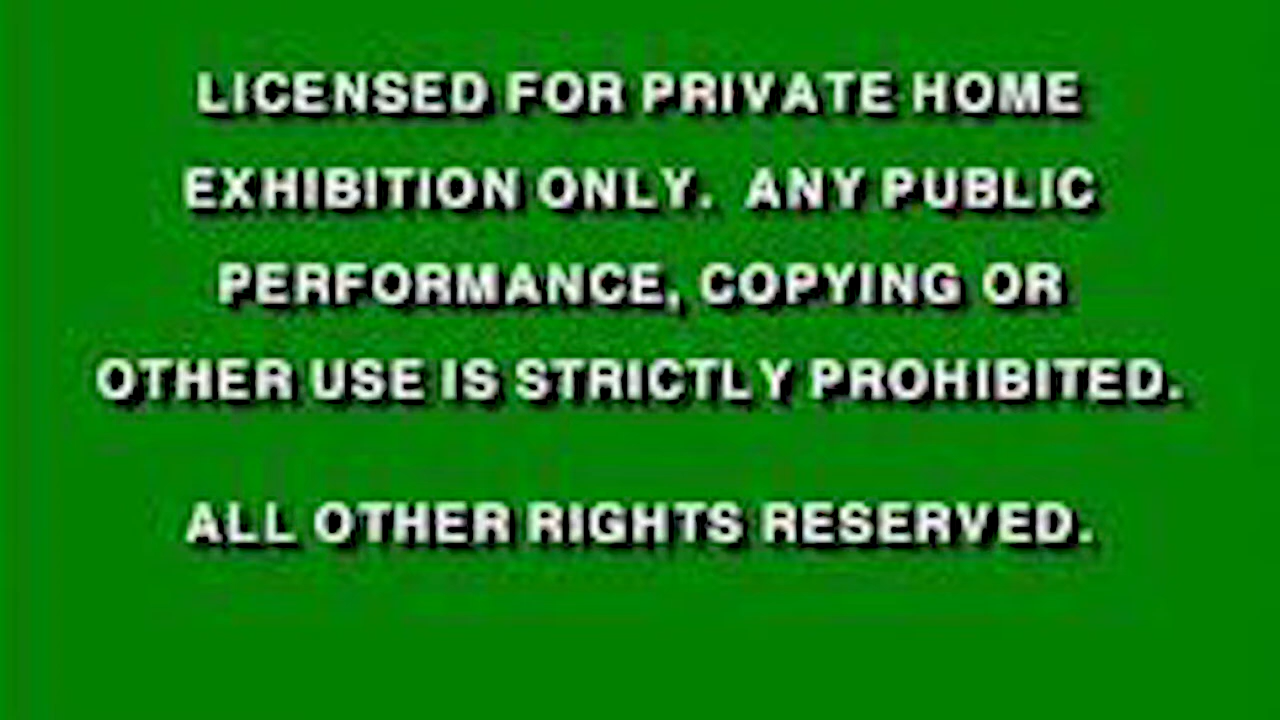 LICENSED FOR PRIVATE HOME
EXHIBITION ONLY. ANY PUBLIC
PERFORMANCE, COPYING OR
OTHER USE IS STRICTLY PROHIBITED.
ALL OTHER RIGHTS RESERVED.